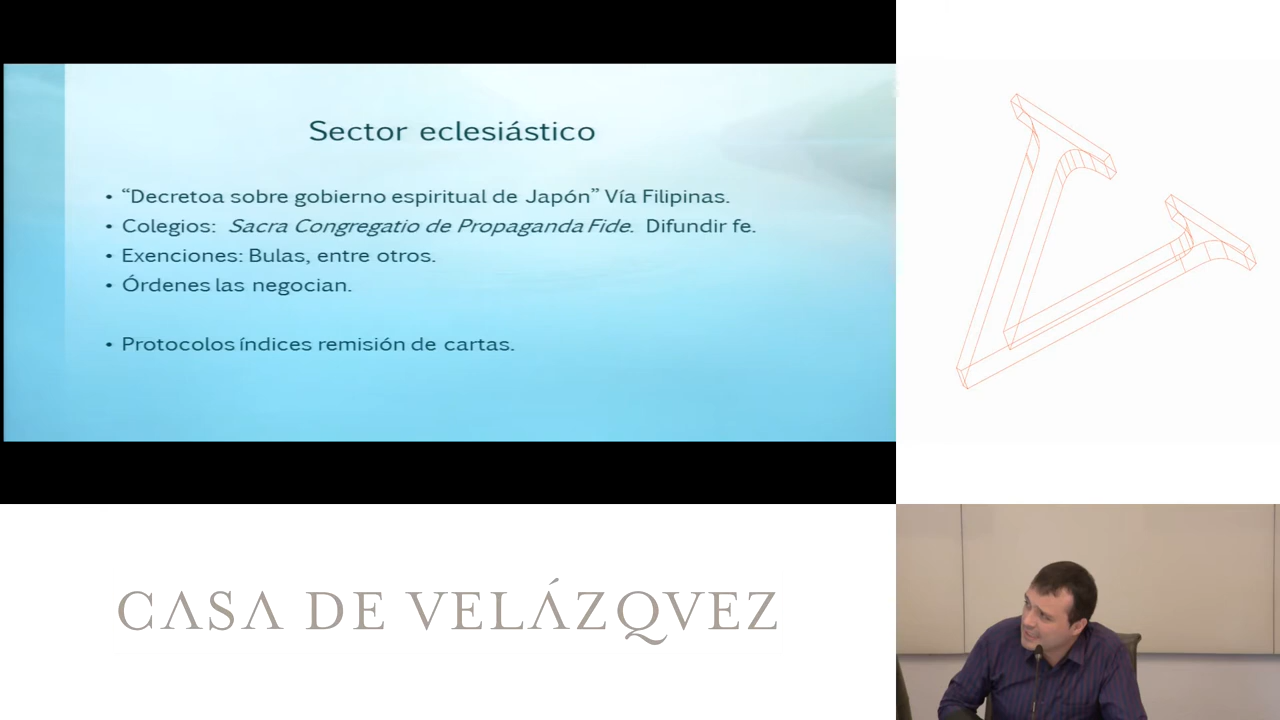 Sector eclesiástico
• “Decretoa sobre gobierno espiritual de Japón” Vía Filipinas.
• Colegios: Sacra Congregatio de Propaganda Fide. Difundir fe.
• Exenciones: Bulas, entre otros.
• Órdenes las negocian.
• Protocolos índices remisión de cartas.
CASA DE VELÁZQVEZ